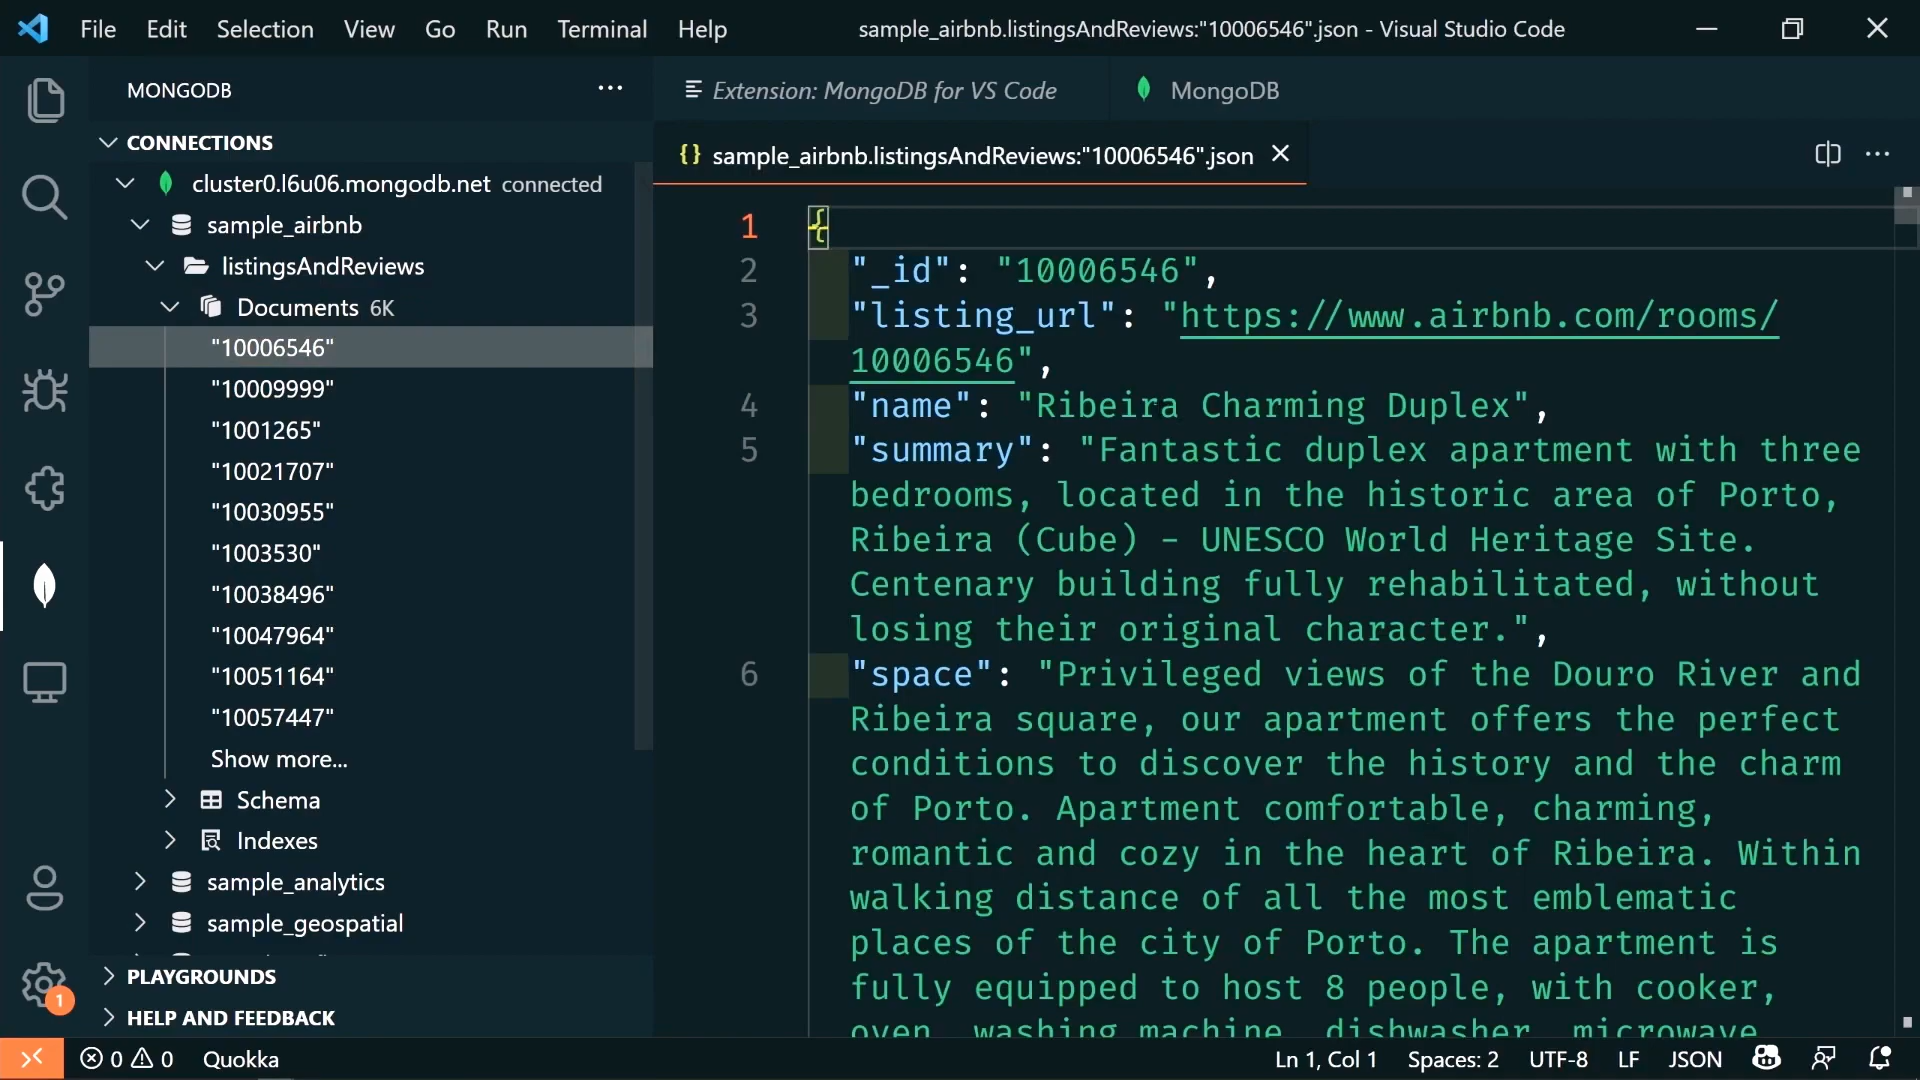 File Edit Selection View Go Run Terminal Help sample_airbnb.listingsAndReviews:"10006546".json - Visual Studio Code
MONGODB
CONNECTIONS
cluster0.l6u06.mongodb.net connected
sample_airbnb
listingsAndReviews
Documents 6K
"10006546"
"10009999"
"1001265"
"10021707"
"10030955"
"1003530"
"10038496"
"10047964"
"10051164"
"10057447"
Show more...
Schema
Indexes
sample_analytics
sample_geospatial
PLAYGROUNDS
HELP AND FEEDBACK
1
Extension: MongoDB for VS Code MongoDB
{} sample_airbnb.listingsAndReviews:"10006546".json
1 {
2 "_id": "10006546",
3 "listing_url": "https://www.airbnb.com/rooms/
10006546",
4 "name": "Ribeira Charming Duplex",
5 "summary": "Fantastic duplex apartment with three
bedrooms, located in the historic area of Porto,
Ribeira (Cube) - UNESCO World Heritage Site.
Centenary building fully rehabilitated, without
losing their original character.",
6 "space": "Privileged views of the Douro River and
Ribeira square, our apartment offers the perfect
conditions to discover the history and the charm
of Porto. Apartment comfortable, charming,
romantic and cozy in the heart of Ribeira. Within
walking distance of all the most emblematic
places of the city of Porto. The apartment is
fully equipped to host 8 people, with cooker,
oven, washing machine, dishwasher, microwave,
0 0 Quokka Ln 1, Col 1 Spaces: 2 UTF-8 LF JSON